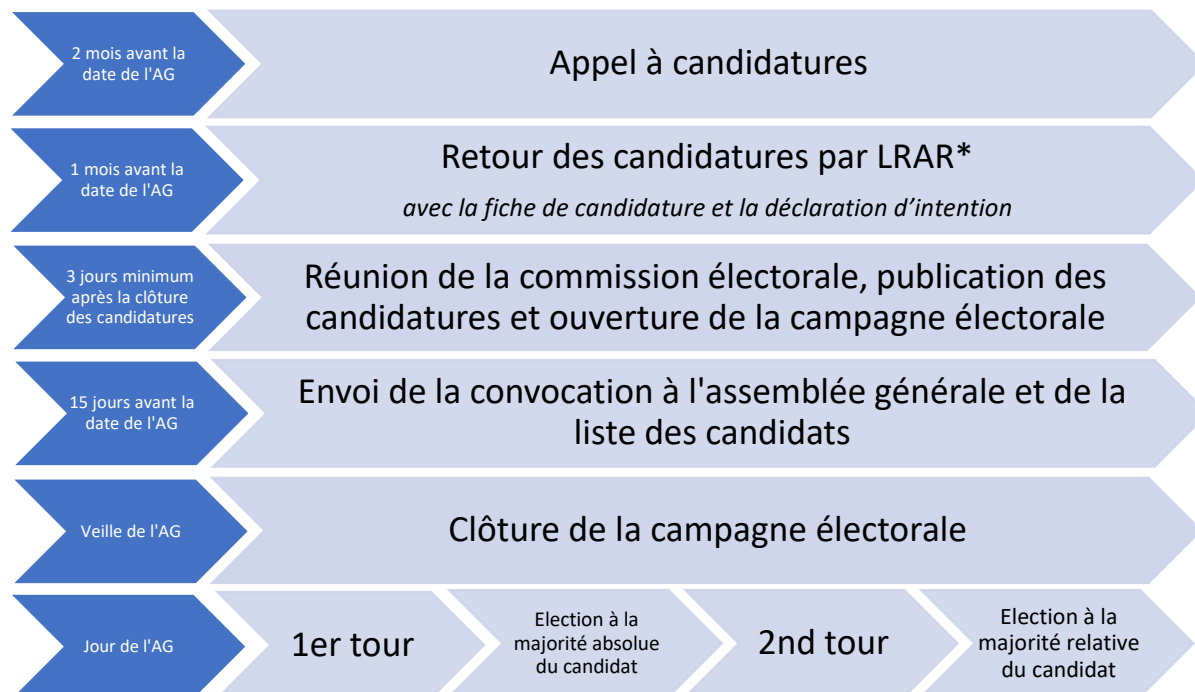 2 mois avant la
date de l'AG
Appel à candidatures
1 mois avant la
date de l'AG
Retour des candidatures par LRAR*
avec la fiche de candidature et la déclaration d’intention
3 jours minimum
après la clôture
des candidatures
Réunion de la commission électorale, publication des
candidatures et ouverture de la campagne électorale
15 jours avant la
date de l'AG
Envoi de la convocation à l'assemblée générale et de la
liste des candidats
Veille de l'AG
Clôture de la campagne électorale
Jour de l'AG
1er tour
Election à la
majorité absolue
du candidat
2nd tour
Election à la
majorité relative
du candidat